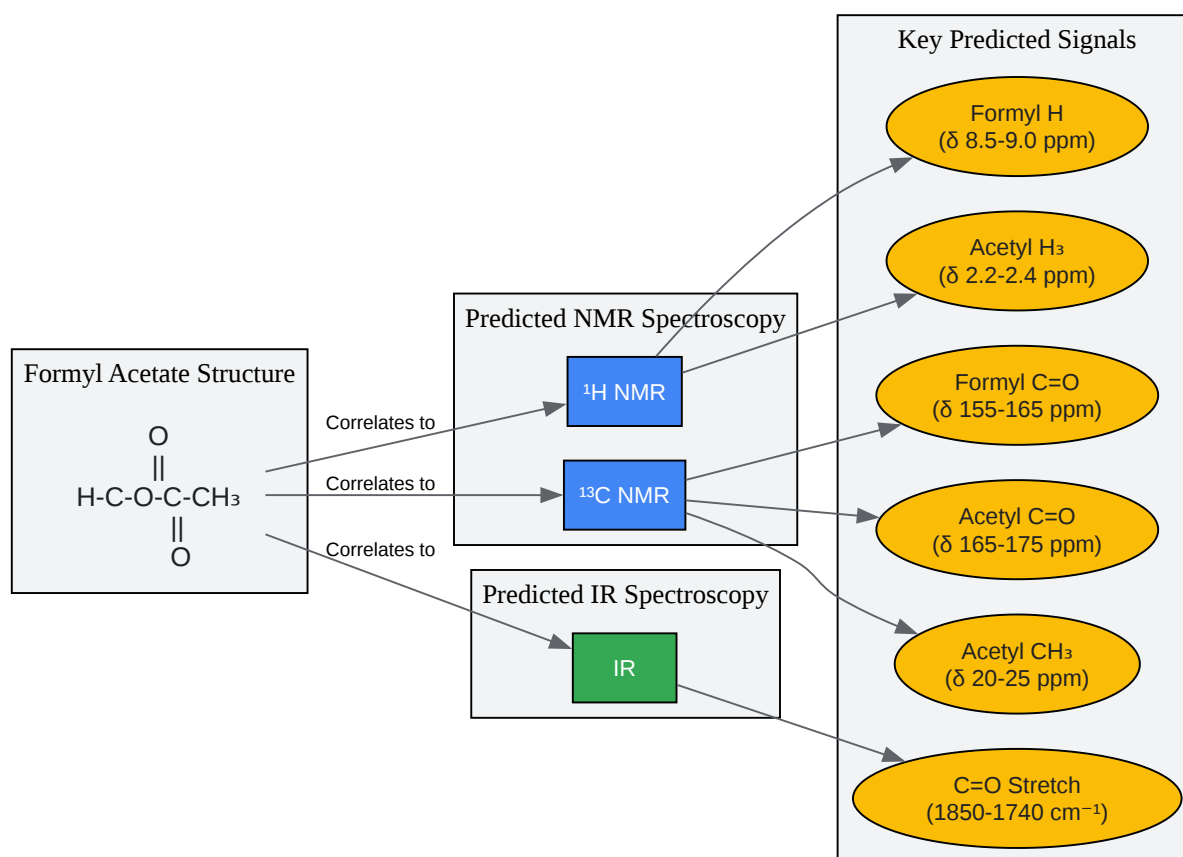 Formyl Acetate Structure
O
||
H-C-O-C-CH₃
||
O
Correlates to
Correlates to
Correlates to
Predicted NMR Spectroscopy
¹H NMR
¹³C NMR
Predicted IR Spectroscopy
IR
Key Predicted Signals
Formyl H
(δ 8.5-9.0 ppm)
Acetyl H₃
(δ 2.2-2.4 ppm)
Formyl C=O
(δ 155-165 ppm)
Acetyl C=O
(δ 165-175 ppm)
Acetyl CH₃
(δ 20-25 ppm)
C=O Stretch
(1850-1740 cm⁻¹)